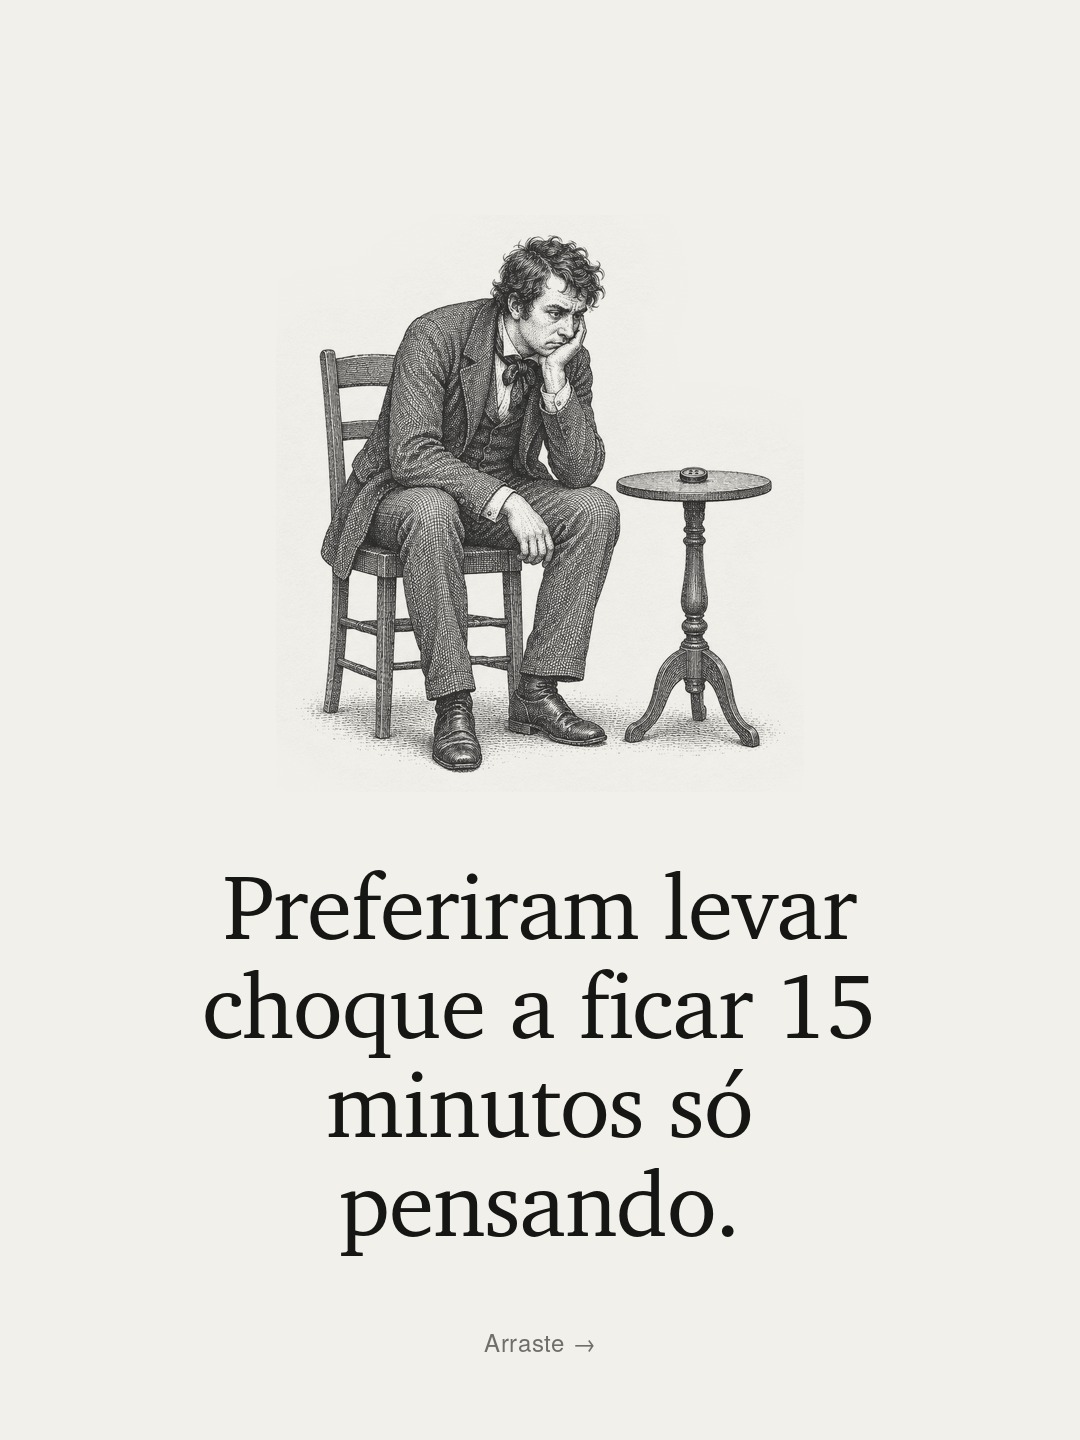 Preferiram levar
choque a ficar 15
minutos só
pensando.
Arraste →